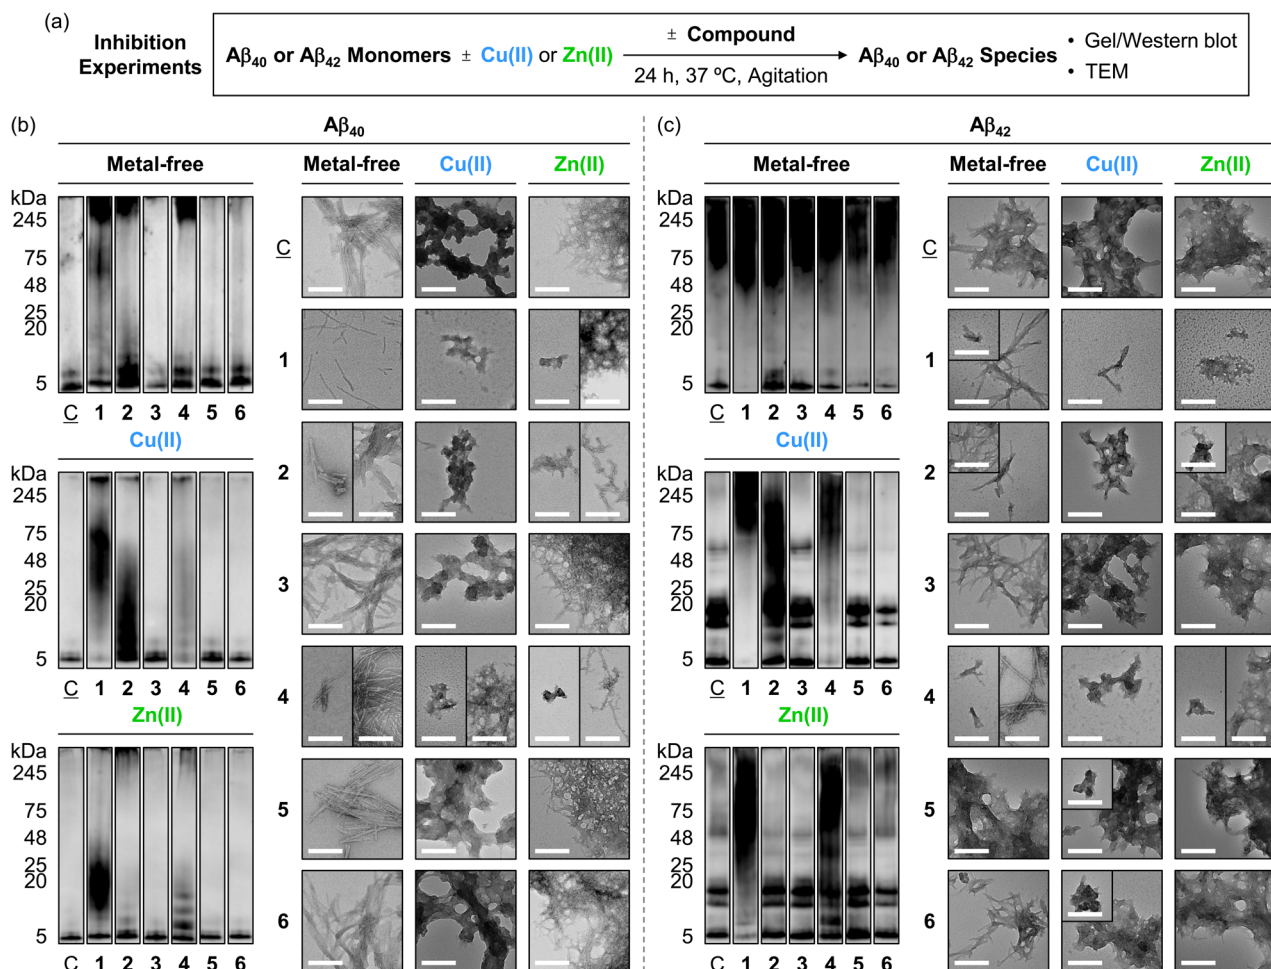 (a)
Inhibition
Experiments
Aβ40 or Aβ42 Monomers ± Cu(II) or Zn(II)
± Compound
24 h, 37 ºC, Agitation
Aβ40 or Aβ42 Species
• Gel/Western blot
• TEM
(b)
Aβ40
Metal-free
Metal-free Cu(II) Zn(II)
kDa
245
75
48
25
20
5
C 1 2 3 4 5 6
Cu(II)
kDa
245
75
48
25
20
5
C 1 2 3 4 5 6
Zn(II)
kDa
245
75
48
25
20
5
C 1 2 3 4 5 6
C
1
2
3
4
5
6
(c)
Aβ42
Metal-free
Metal-free Cu(II) Zn(II)
kDa
245
75
48
25
20
5
C 1 2 3 4 5 6
Cu(II)
kDa
245
75
48
25
20
5
C 1 2 3 4 5 6
Zn(II)
kDa
245
75
48
25
20
5
C 1 2 3 4 5 6
C
1
2
3
4
5
6